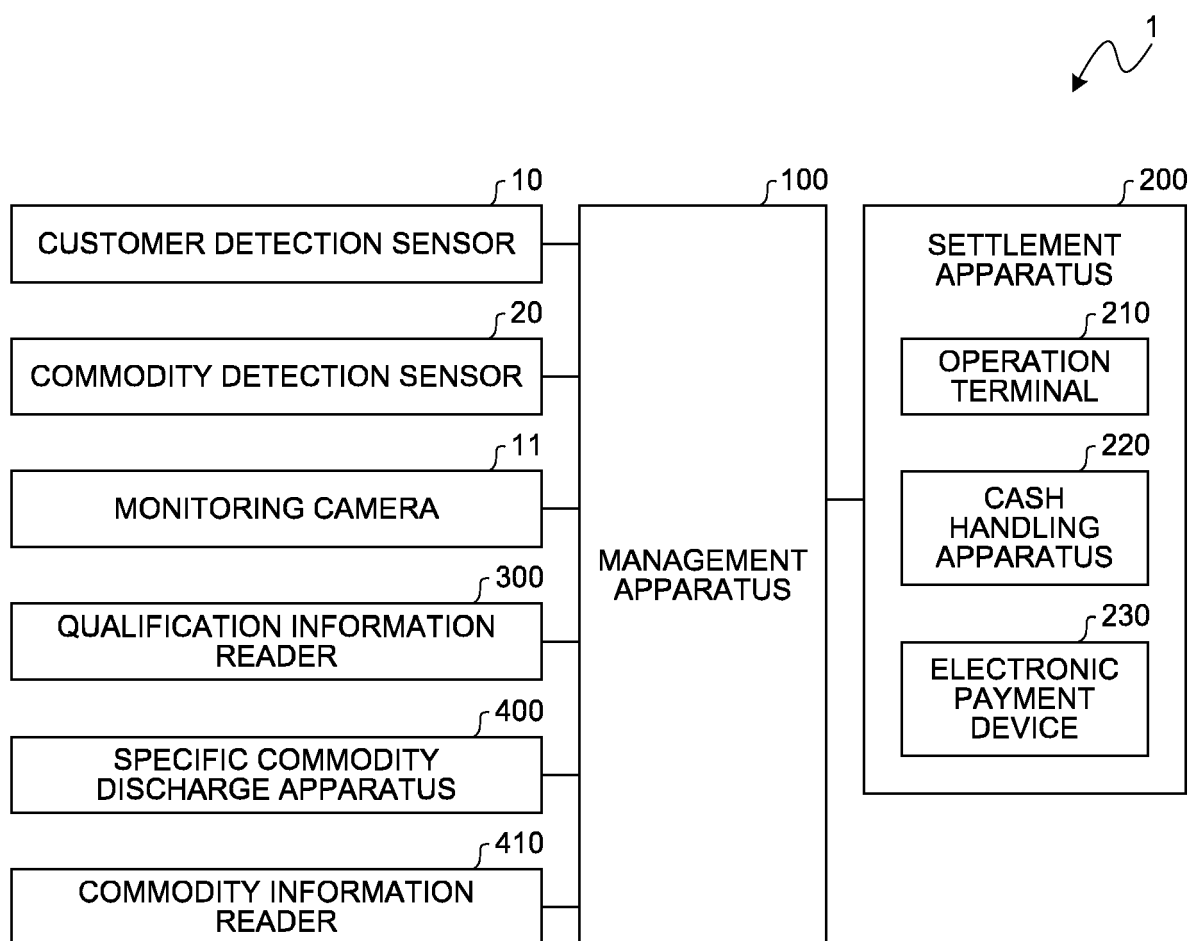 1
10
CUSTOMER DETECTION SENSOR
20
COMMODITY DETECTION SENSOR
11
MONITORING CAMERA
300
QUALIFICATION INFORMATION
READER
400
SPECIFIC COMMODITY
DISCHARGE APPARATUS
410
COMMODITY INFORMATION
READER
100
MANAGEMENT
APPARATUS
200
SETTLEMENT
APPARATUS
210
OPERATION
TERMINAL
220
CASH
HANDLING
APPARATUS
230
ELECTRONIC
PAYMENT
DEVICE